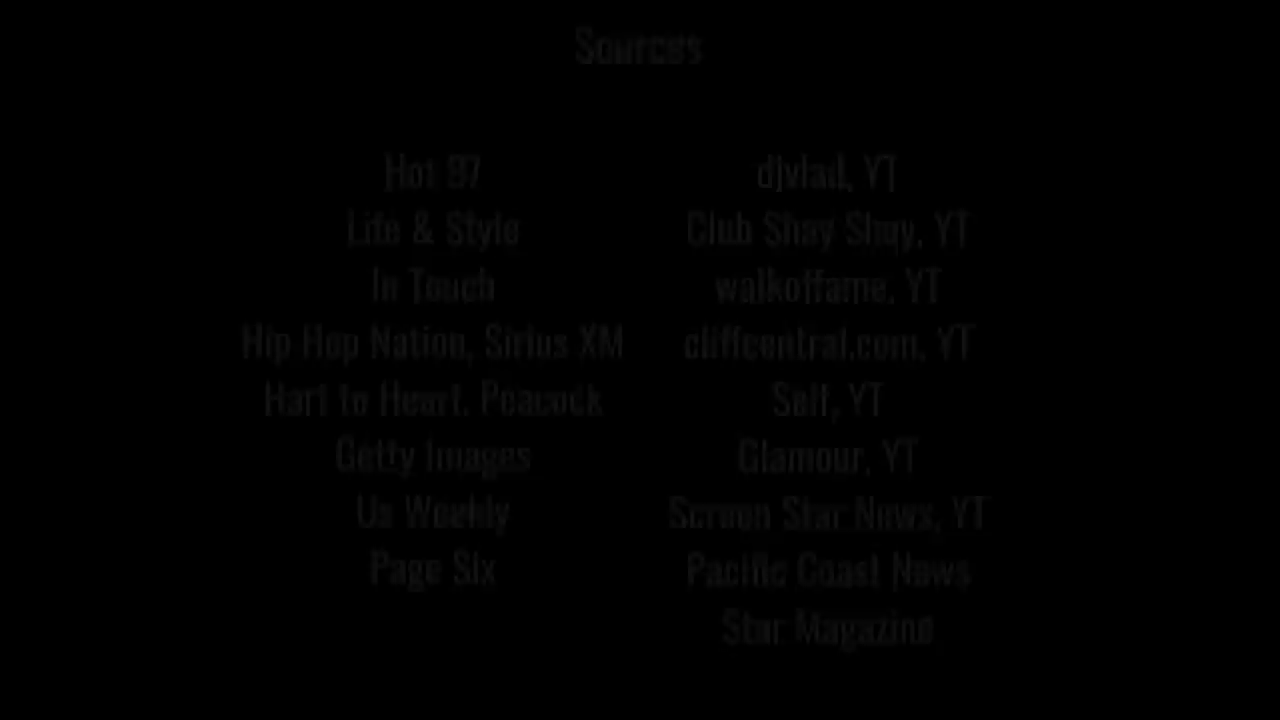 Sources
Hot 97
Life & Style
In Touch
Hip Hop Nation, Sirius XM
Hart to Heart, Peacock
Getty Images
Us Weekly
Page Six
djvlad, YT
Club Shay Shay, YT
walkoffame, YT
cliffcentral.com, YT
Self, YT
Glamour, YT
Screen Star News, YT
Pacific Coast News
Star Magazine